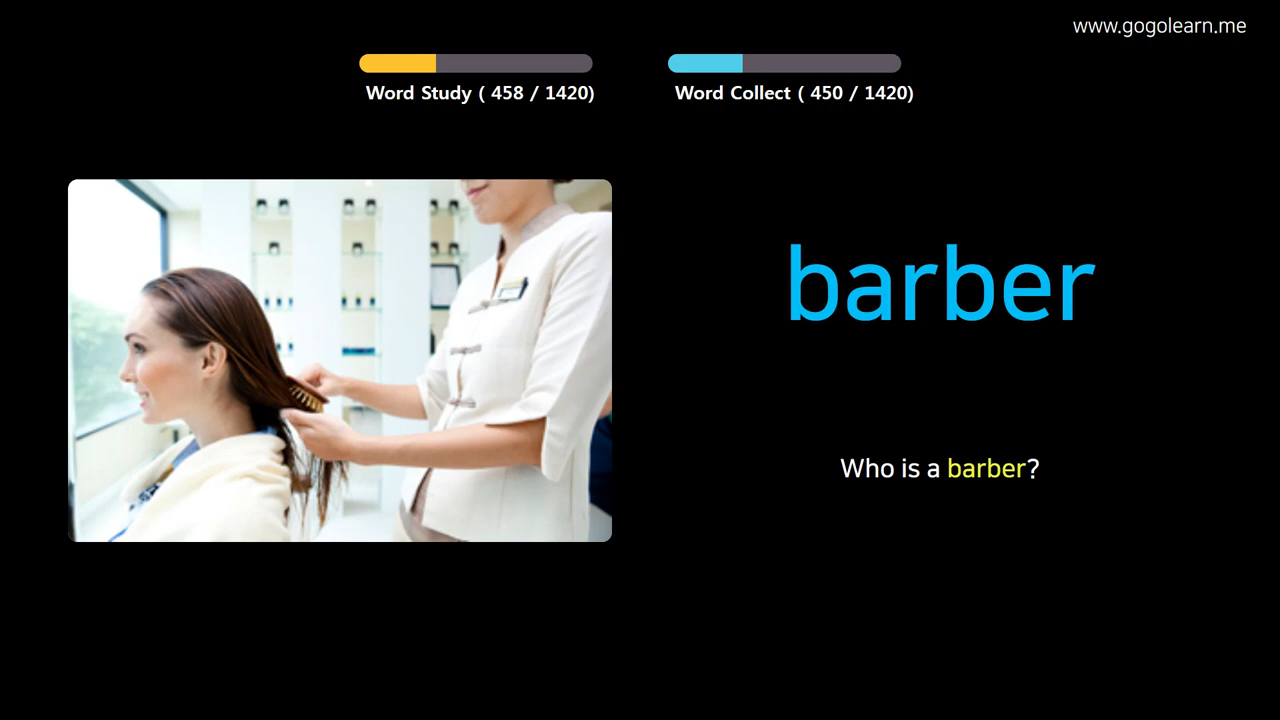 www.gogolearn.me
Word Study ( 458 / 1420)
Word Collect ( 450 / 1420)
barber
Who is a barber?